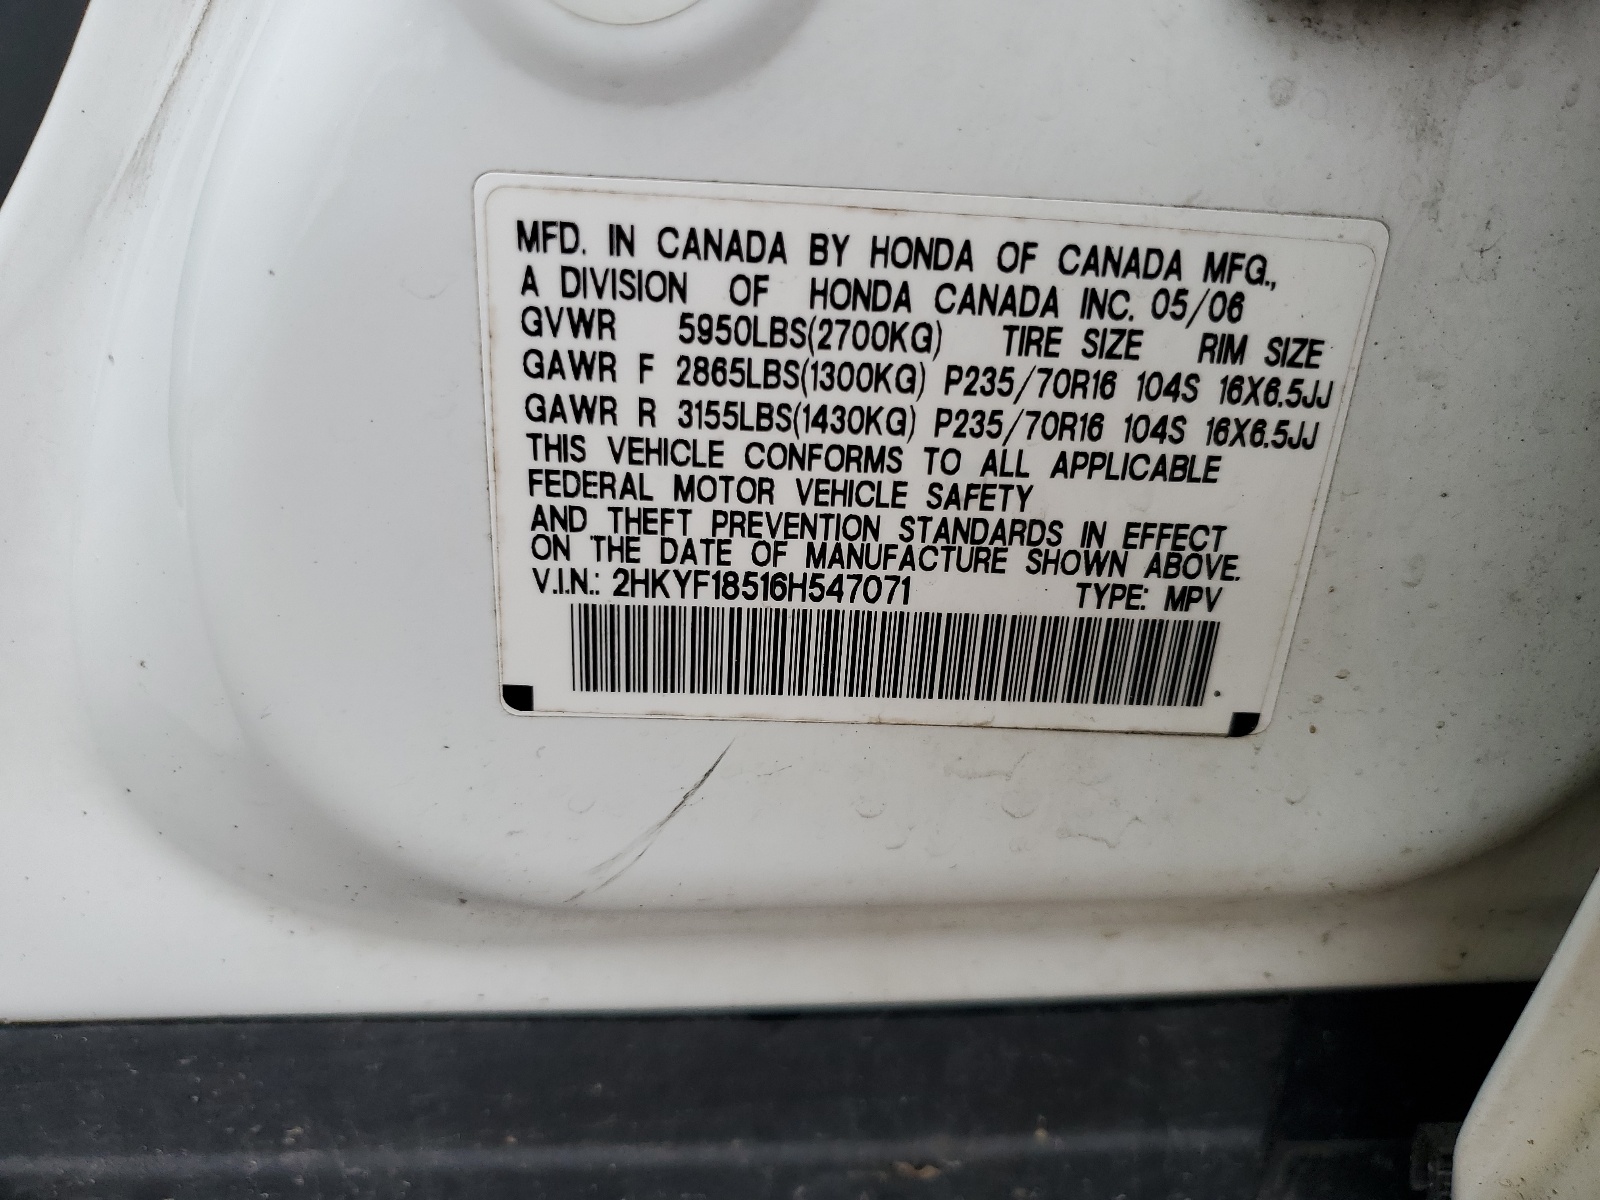 MFD. IN CANADA BY HONDA OF CANADA MFG.,
A DIVISION OF HONDA CANADA INC. 05/06
GVWR 5950LBS(2700KG) TIRE SIZE RIM SIZE
GAWR F 2865LBS(1300KG) P235/70R16 104S 16X6.5JJ
GAWR R 3155LBS(1430KG) P235/70R16 104S 16X6.5JJ
THIS VEHICLE CONFORMS TO ALL APPLICABLE
FEDERAL MOTOR VEHICLE SAFETY
AND THEFT PREVENTION STANDARDS IN EFFECT
ON THE DATE OF MANUFACTURE SHOWN ABOVE.
V.I.N.: 2HKYF18516H547071 TYPE: MPV